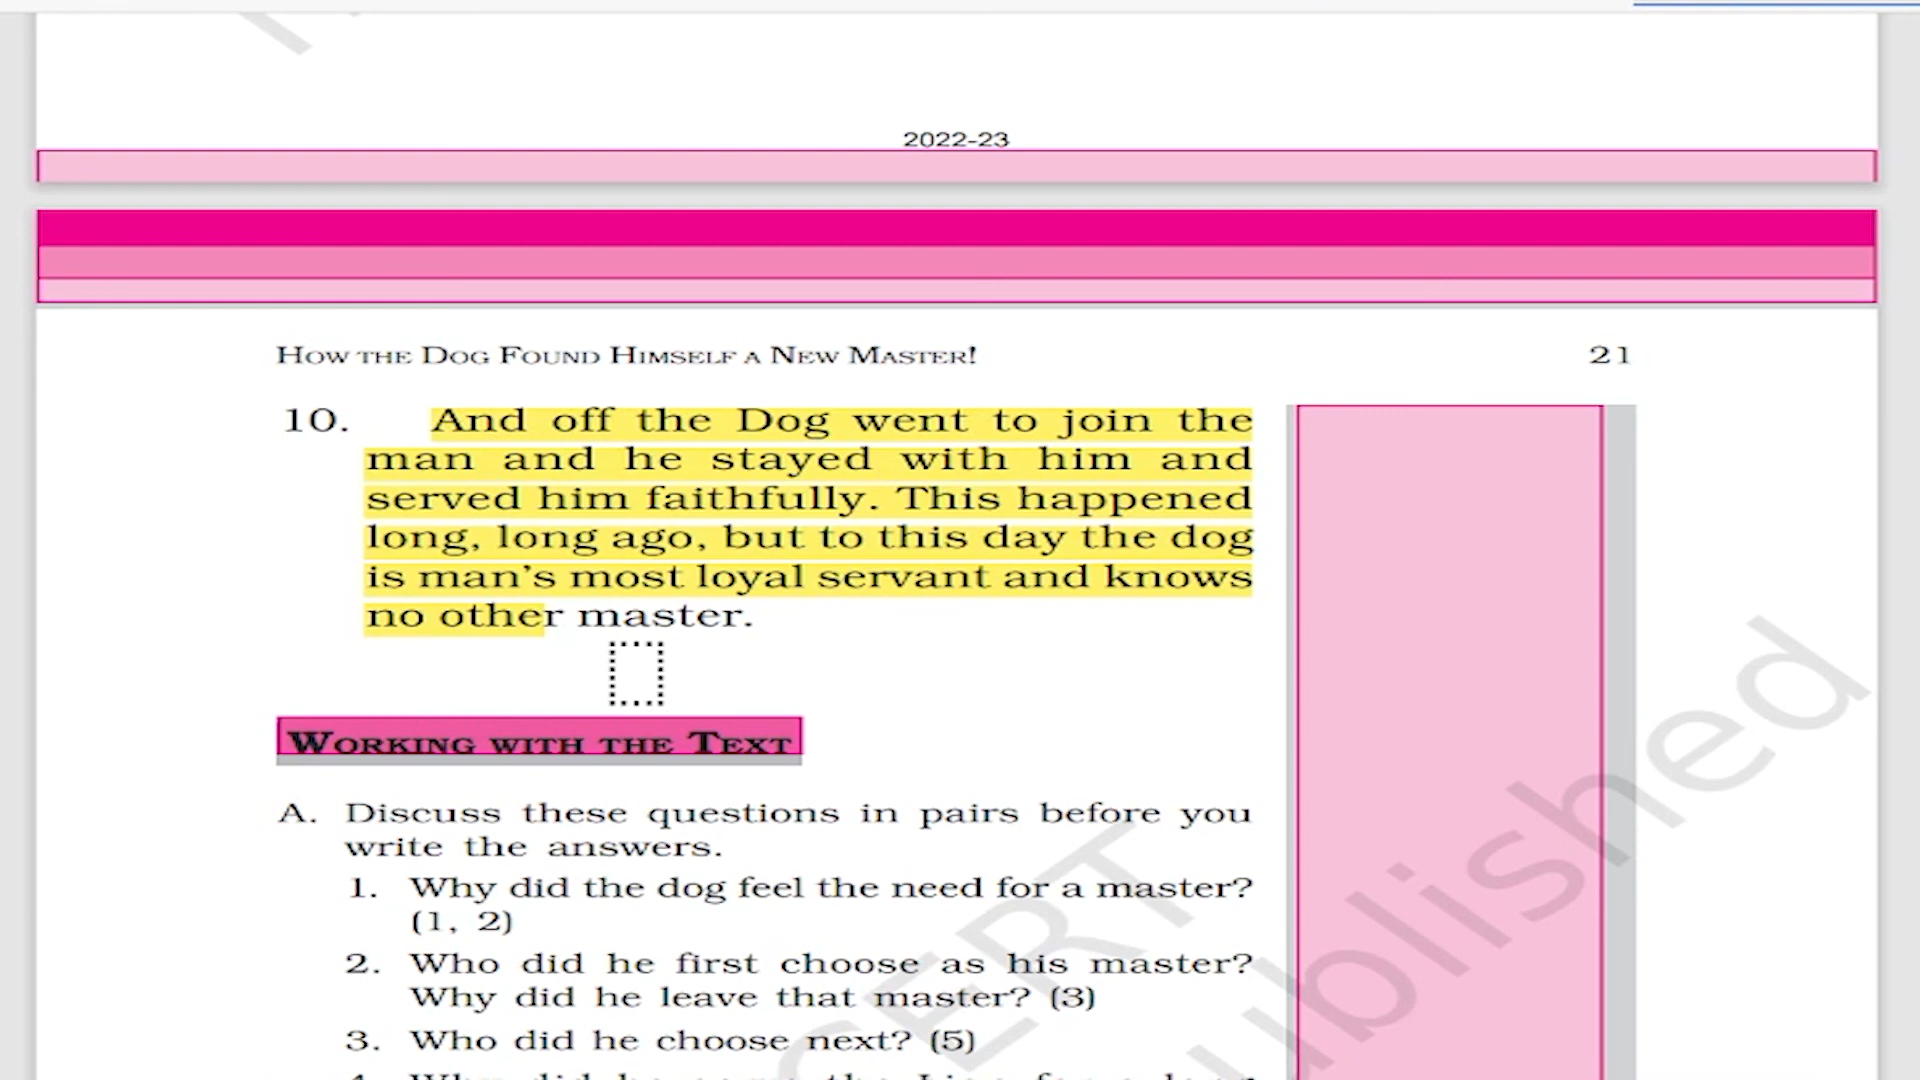 2022-23
HOW THE DOG FOUND HIMSELF A NEW MASTER!
21
10. And off the Dog went to join the
man and he stayed with him and
served him faithfully. This happened
long, long ago, but to this day the dog
is man's most loyal servant and knows
no other master.
WORKING WITH THE TEXT
A. Discuss these questions in pairs before you
write the answers.
1. Why did the dog feel the need for a master?
(1, 2)
2. Who did he first choose as his master?
Why did he leave that master? (3)
3. Who did he choose next? (5)